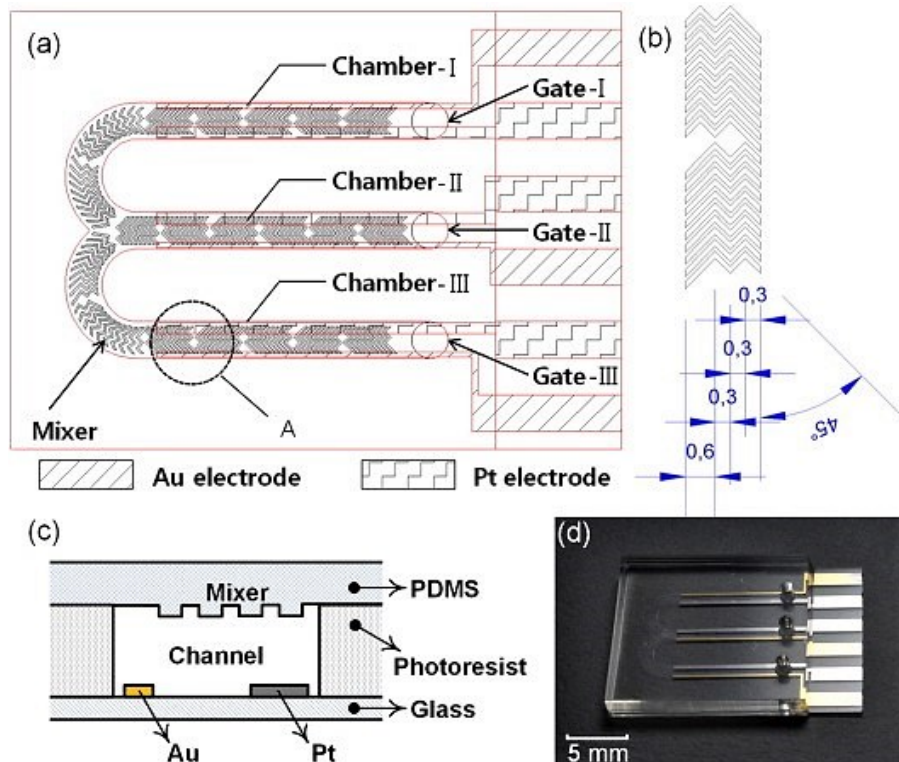 (a)
Chamber-Ⅰ
Gate-Ⅰ
Chamber-Ⅱ
Gate-Ⅱ
Chamber-Ⅲ
Gate-Ⅲ
Mixer
A
Au electrode
Pt electrode
(b)
0,3
0,3
0,3
0,6
45°
(c)
Mixer
PDMS
Channel
Photoresist
Glass
Au
Pt
(d)
5 mm